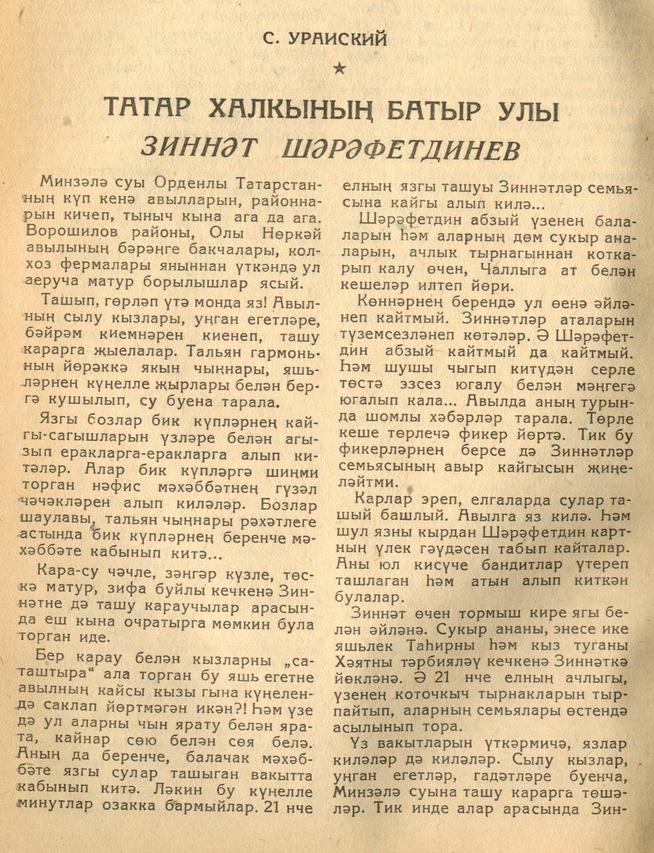 С. УРАИСКИЙ
★
ТАТАР ХАЛКЫНЫҢ БАТЫР УЛЫ
ЗИННӘТ ШӘРӘФЕТДИНЕВ
Минзәлә суы Орденлы Татарстан-
ның күп кенә авылларын, районна-
рын кичеп, тыныч кына ага да ага.
Ворошилов районы, Олы Нөркәй
авылының бәрәңге бакчалары, кол-
хоз фермалары яныннан үткәндә ул
аеруча матур борылышлар ясый.
Ташып, гөрләп үтә монда яз! Авыл-
ның сылу кызлары, уңган егетләре,
бәйрәм киемнәрен киенеп, ташу
карарга җыелалар. Тальян гармонь-
ның йөрәккә якын чыңнары, яшь-
ләрнең күңелле җырлары белән бер-
гә кушылып, су буена тарала.
Язгы бозлар бик күпләрнең кай-
гы-сагышларын үзләре белән агы-
зып еракларга-еракларга алып ки-
тәләр. Алар бик күпләргә шиңми
торган нәфис мәхәббәтнең гүзәл
чәчәкләрен алып киләләр. Бозлар
шаулавы, тальян чыңнары рәхәтлеге
астында бик күпләрнең беренче мә-
хәббәте кабынып китә...
Кара-су чәчле, зәңгәр күзле, төс-
кә матур, зифа буйлы кечкенә Зин-
нәтне дә ташу караучылар арасын-
да еш кына очратырга мөмкин була
торган иде.
Бер карау белән кызларны „са-
таштыра“ ала торган бу яшь егетне
авылның кайсы кызы гына күңелен-
дә саклап йөртмәгән икән?! Һәм үзе
дә ул аларны чын ярату белән яра-
та, кайнар сөю белән сөя белә.
Аның да беренче, балачак мәхәб-
бәте язгы сулар ташыган вакытта
кабынып китә. Ләкин бу күңелле
минутлар озакка бармыйлар. 21 нче
елның язгы ташуы Зиннәтләр семья-
сына кайгы алып килә...
Шәрәфетдин абзый үзенең бала-
ларын һәм аларның дөм сукыр ана-
ларын, ачлык тырнагыннан котка-
рып калу өчен, Чаллыга ат белән
кешеләр илтеп йөри.
Көннәрнең берендә ул өенә әйлә-
неп кайтмый. Зиннәтләр аталарын
түземсезләнеп көтәләр. Ә Шәрәфет-
дин абзый кайтмый да кайтмый.
Һәм шушы чыгып китүдән серле
төстә эзсез югалу белән мәңгегә
югалып кала... Авылда аның турын-
да шомлы хәбәрләр тарала. Төрле
кеше төрлечә фикер йөртә. Тик бу
фикерләрнең берсе дә Зиннәтләр
семьясының авыр кайгысын җиңе-
ләйтми.
Карлар эреп, елгаларда сулар та-
шый башлый. Авылга яз килә. Һәм
шул язны кырдан Шәрәфетдин карт-
ның үлек гәүдәсен табып кайталар.
Аны юл кисүче бандитлар үтереп
ташлаган һәм атын алып киткән
булалар.
Зиннәт өчен тормыш кире ягы бе-
лән әйләнә. Сукыр ананы, энесе ике
яшьлек Таһирны һәм кыз туганы
Хәятны тәрбияләү кечкенә Зиннәткә
йөкләнә. Ә 21 нче елның ачлыгы,
үзенең коточкыч тырнакларын тыр-
пайтып, аларның семьялары өстендә
асылынып тора.
Үз вакытларын үткәрмичә, язлар
киләләр дә киләләр. Сылу кызлар,
уңган егетләр, гадәтләре буенча,
Минзәлә суына ташу карарга төшә-
ләр. Тик инде алар арасында Зин-